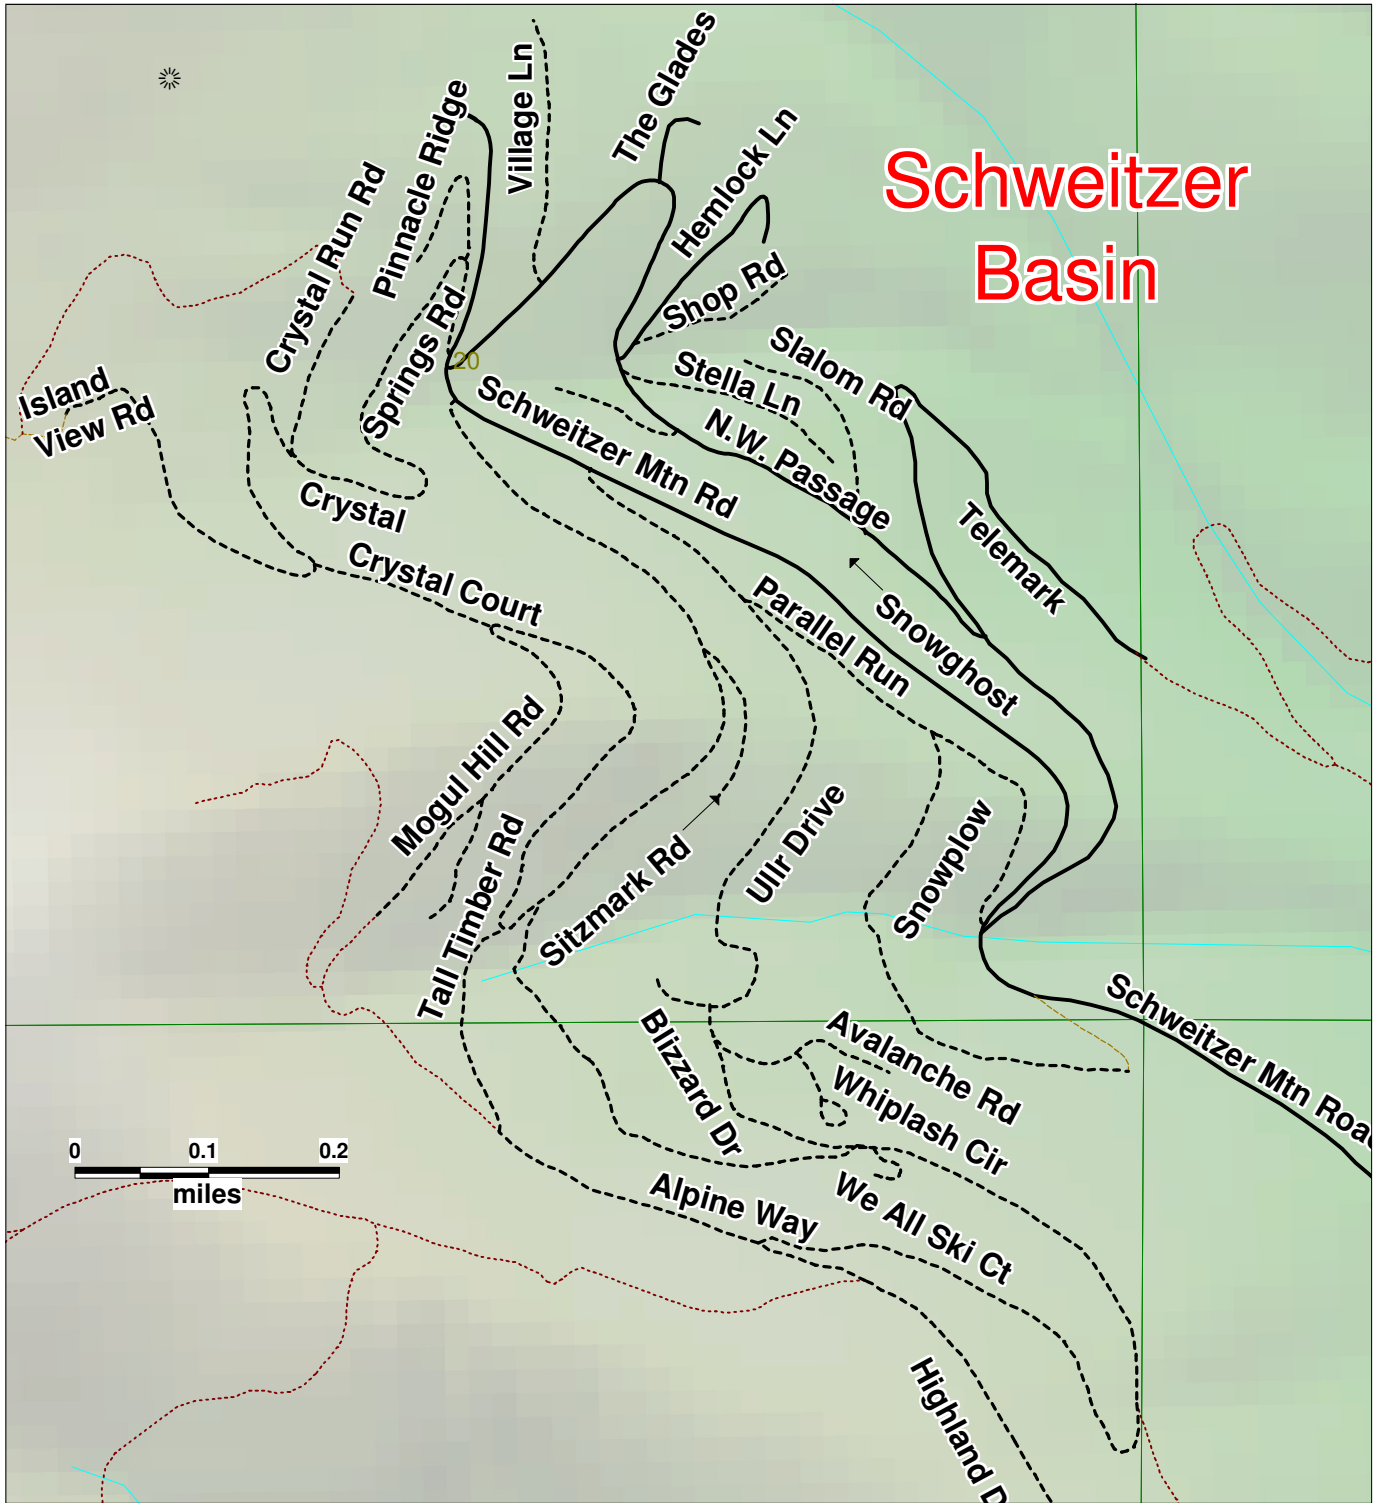 Village Ln
The Glades
Pinnacle Ridge
Hemlock Ln
Crystal Run Rd
Schweitzer
Basin
Shop Rd
Springs Rd
20
Slalom Rd
Stella Ln
Island
View Rd
Schweitzer Mtn Rd
N.W. Passage
Crystal
Telemark
Crystal Court
Parallel Run
Snowghost
Mogul Hill Rd
Tall Timber Rd
Sitzmark Rd
Ullr Drive
Snowplow
Schweitzer Mtn Roa
Blizzard Dr
Avalanche Rd
Whiplash Cir
0 0.1 0.2
miles
Alpine Way
We All Ski Ct
Highland D